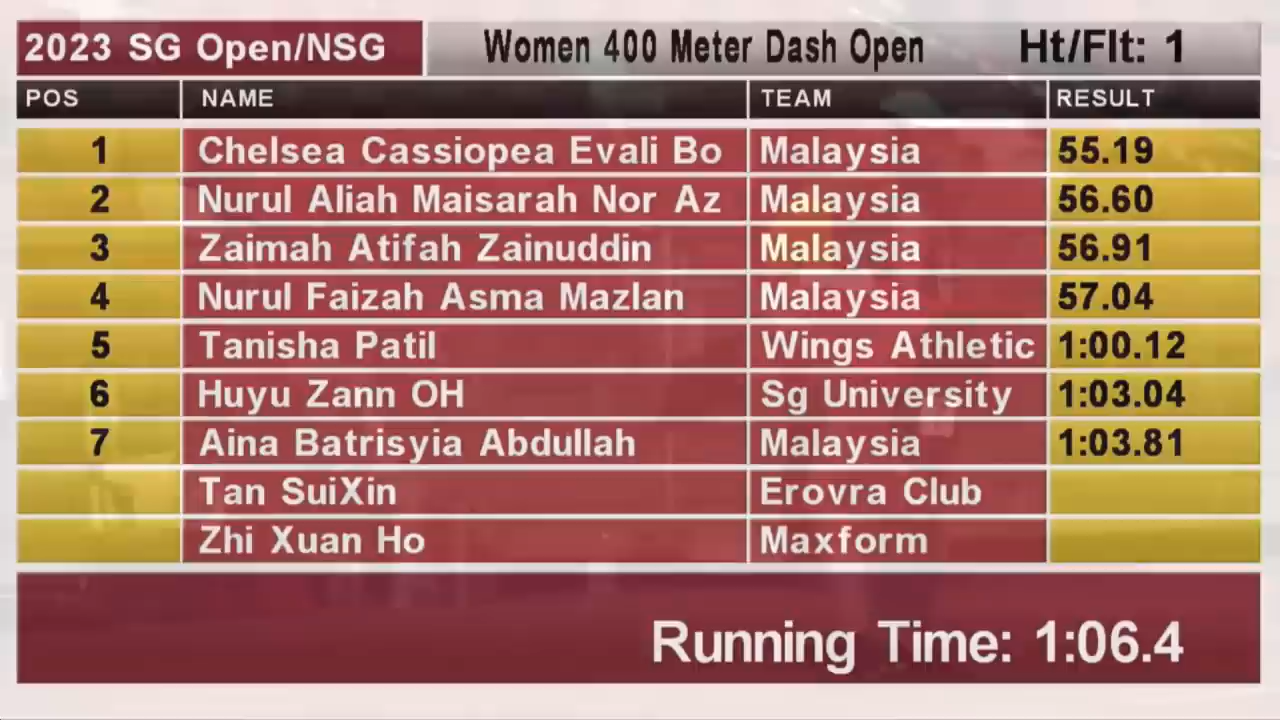 2023 SG Open/NSG Women 400 Meter Dash Open Ht/Flt: 1
POS NAME TEAM RESULT
1 Chelsea Cassiopea Evali Bo Malaysia 55.19
2 Nurul Aliah Maisarah Nor Az Malaysia 56.60
3 Zaimah Atifah Zainuddin Malaysia 56.91
4 Nurul Faizah Asma Mazlan Malaysia 57.04
5 Tanisha Patil Wings Athletic 1:00.12
6 Huyu Zann OH Sg University 1:03.04
7 Aina Batrisyia Abdullah Malaysia 1:03.81
Tan SuiXin Erovra Club
Zhi Xuan Ho Maxform
Running Time: 1:06.4